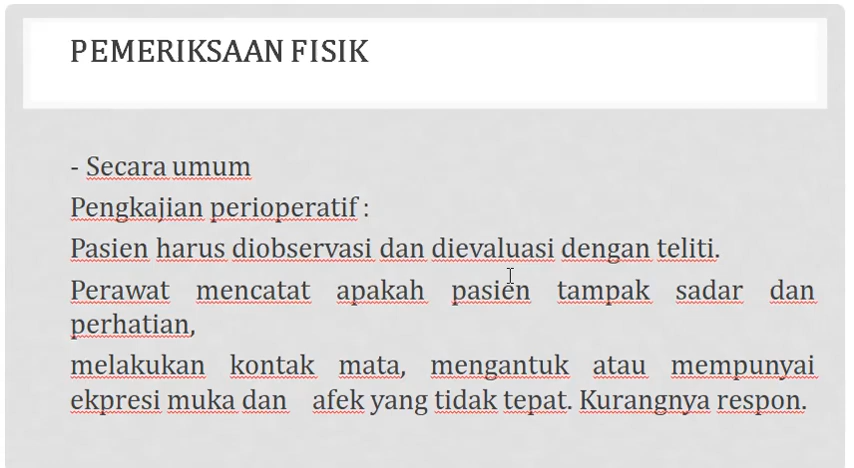 PEMERIKSAAN FISIK
- Secara umum
Pengkajian perioperatif :
Pasien harus diobservasi dan dievaluasi dengan teliti.
Perawat mencatat apakah pasien tampak sadar dan
perhatian,
melakukan kontak mata, mengantuk atau mempunyai
ekpresi muka dan afek yang tidak tepat. Kurangnya respon.